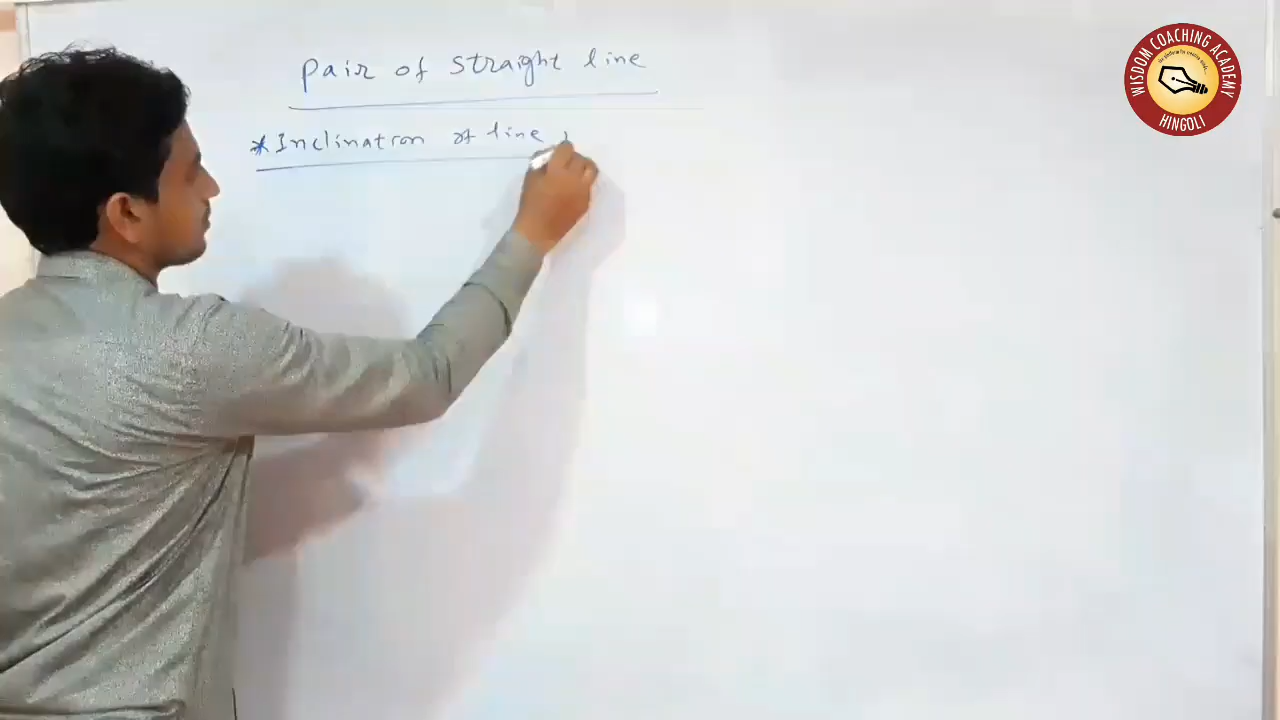 Pair of straight line
*Inclination of line
WISDOM COACHING ACADEMY
HINGOLI